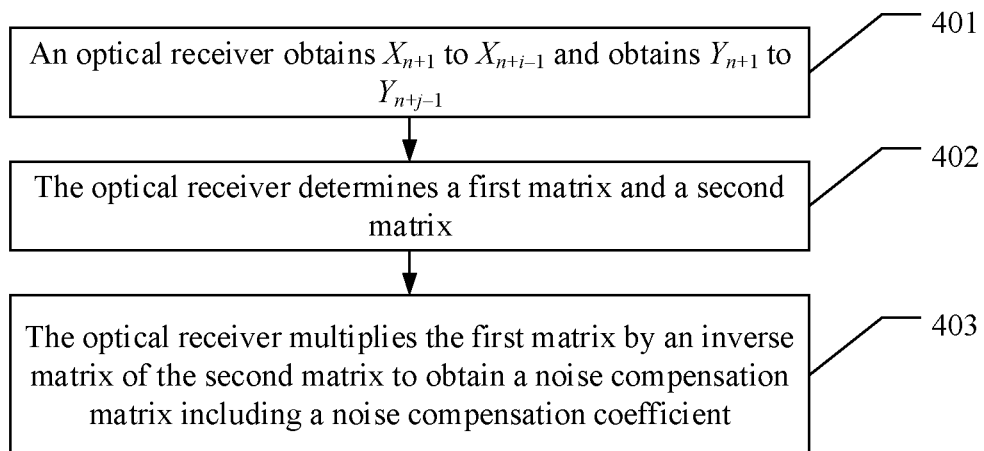 401
An optical receiver obtains Xn+1 to Xn+i−1 and obtains Yn+1 to
Yn+j−1
402
The optical receiver determines a first matrix and a second
matrix
403
The optical receiver multiplies the first matrix by an inverse
matrix of the second matrix to obtain a noise compensation
matrix including a noise compensation coefficient